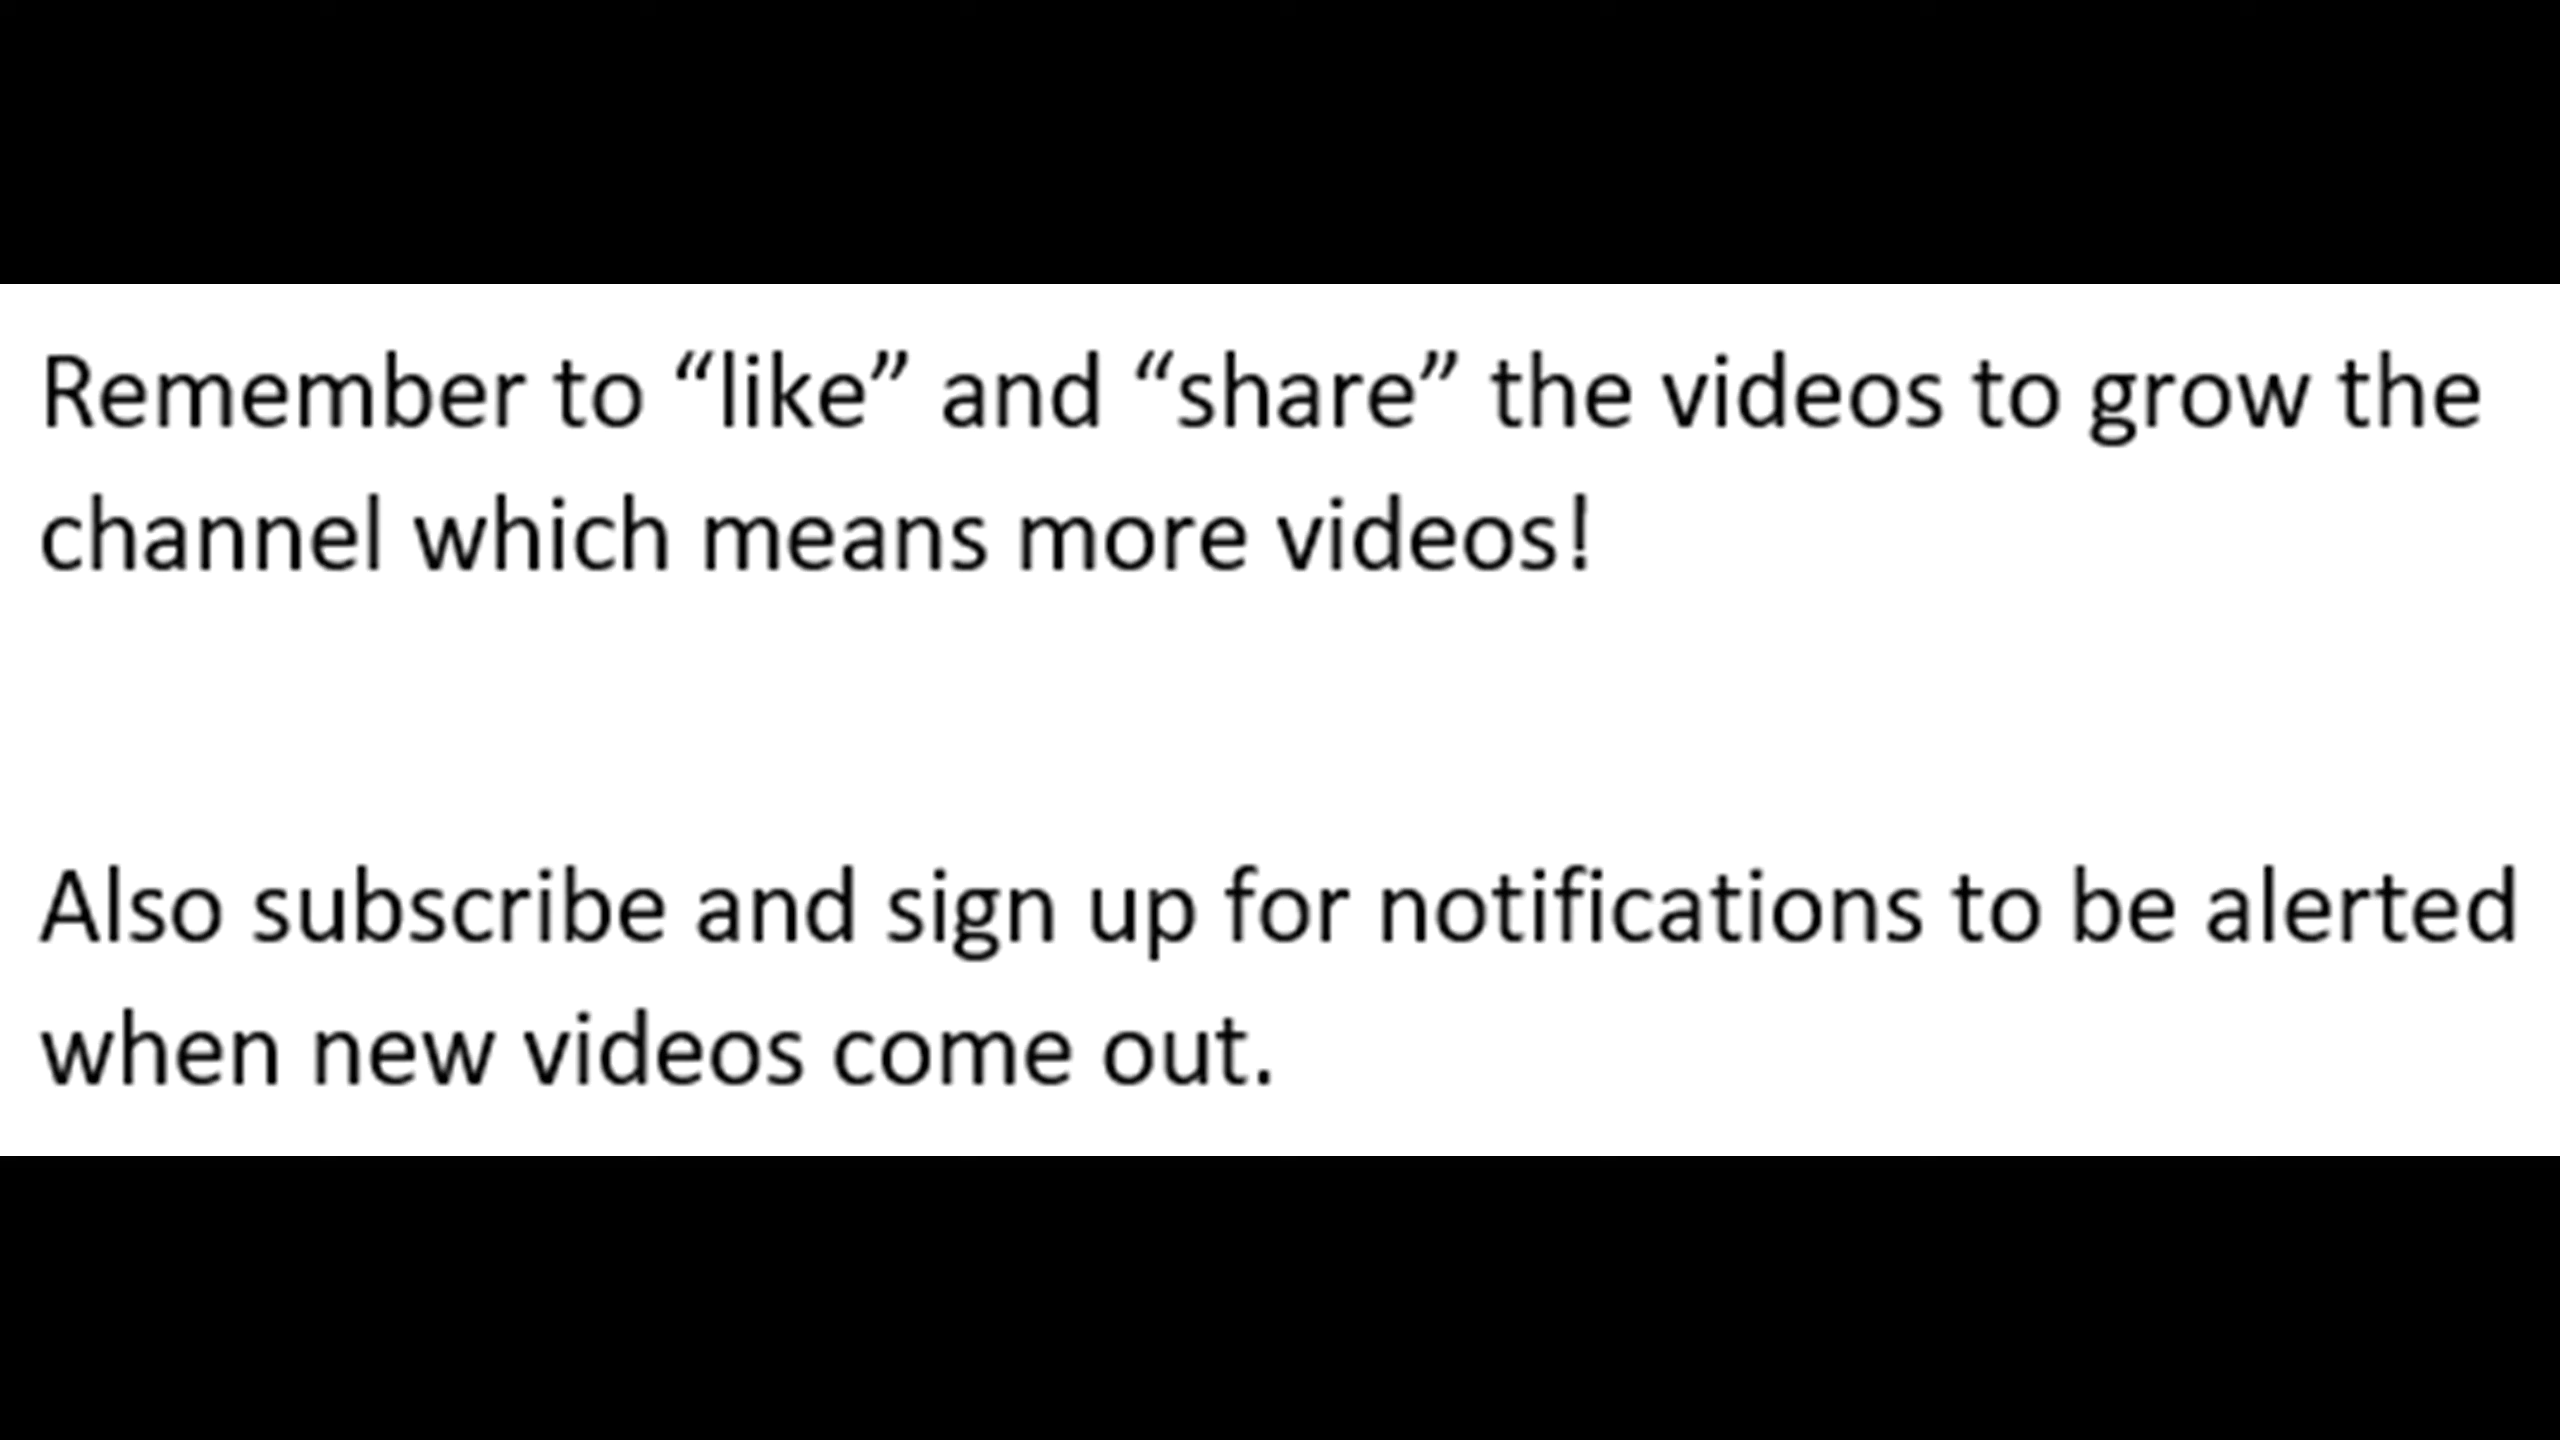 Remember to “like” and “share” the videos to grow the
channel which means more videos!
Also subscribe and sign up for notifications to be alerted
when new videos come out.